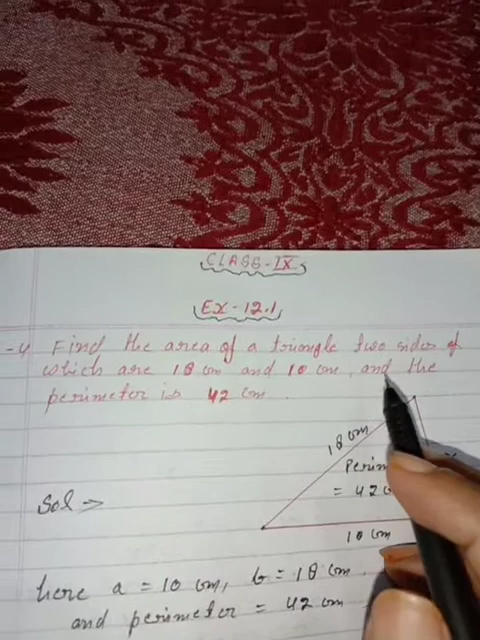 CLASS-IX
EX-12.1
-4 Find the area of a triangle two sides of
which are 18 cm and 10 cm, and the
perimeter is 42 cm.
18 cm
Perim
= 42 c
Sol ->
10 cm
here a = 10 cm, b = 18 cm
and perimeter = 42 cm